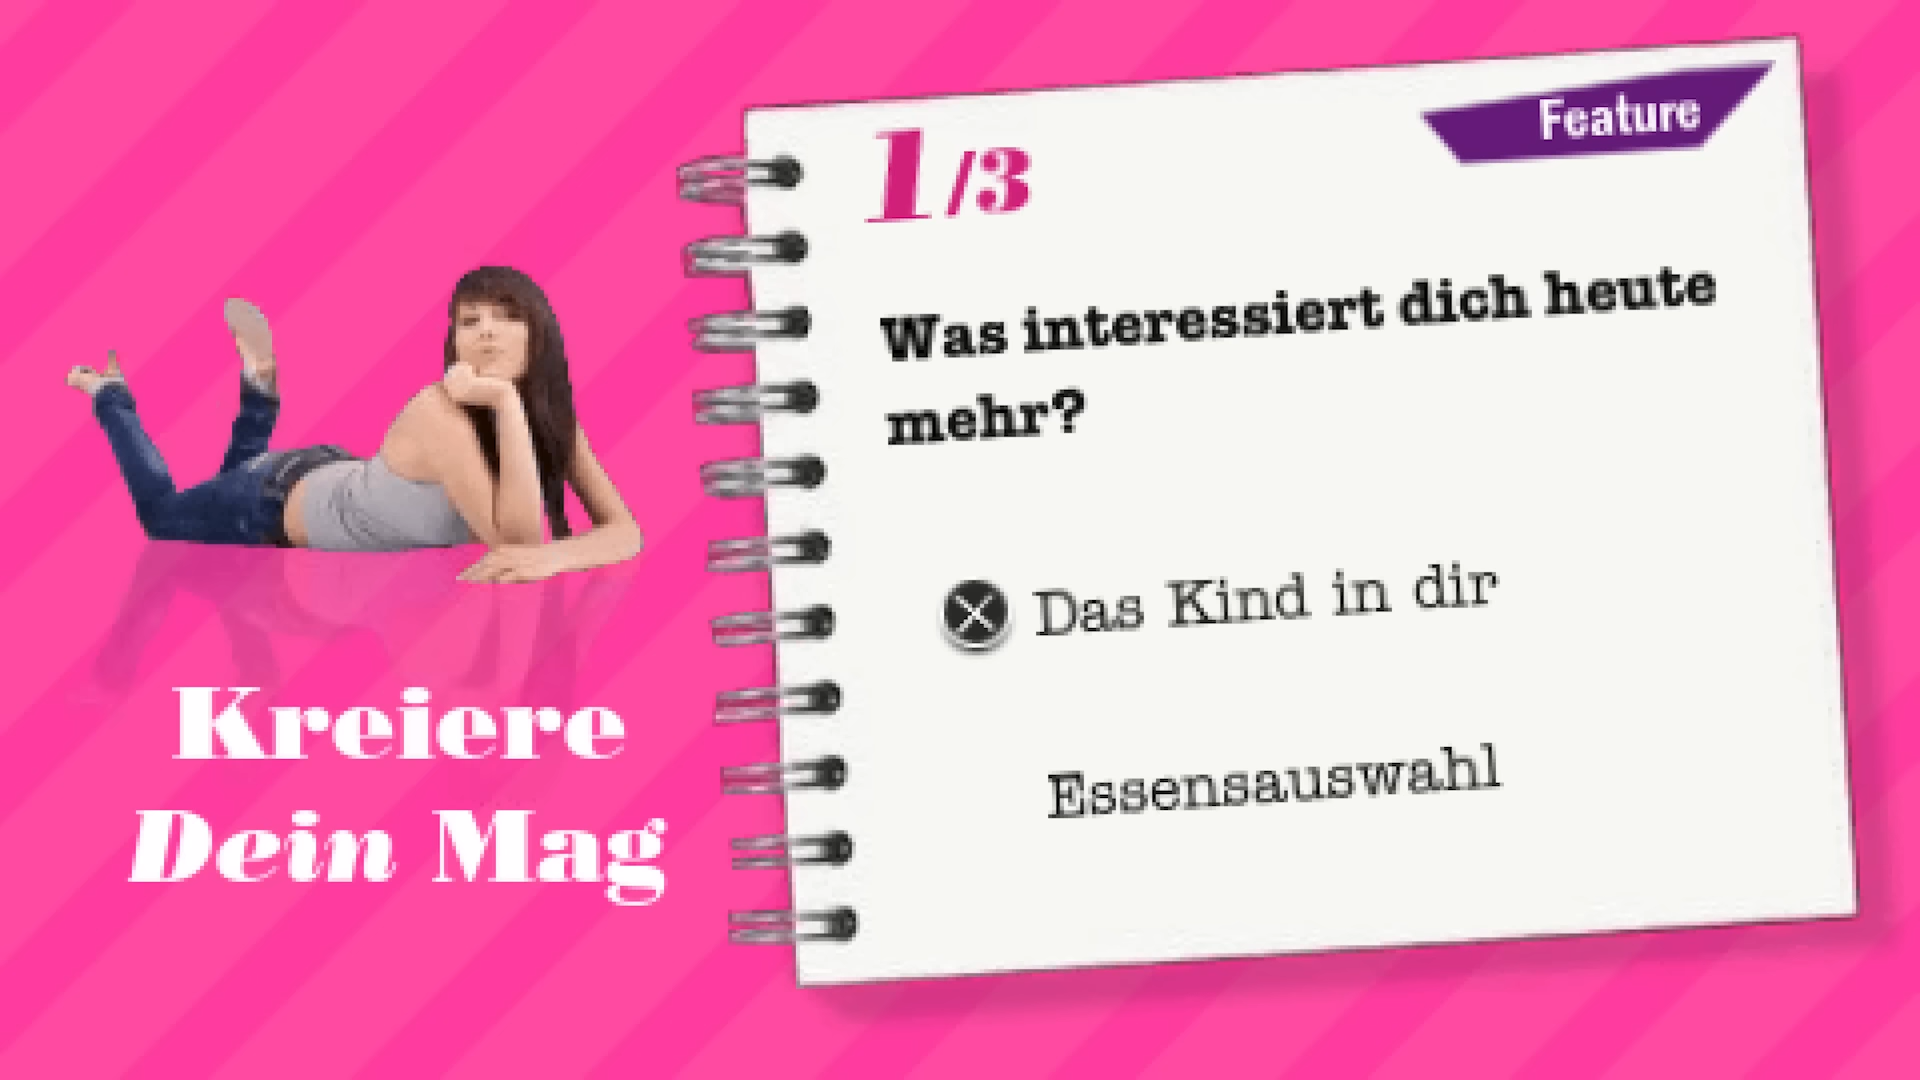 Feature
1/3
Was interessiert dich heute
mehr?
Das Kind in dir
Essensauswahl
Kreiere
Dein Mag